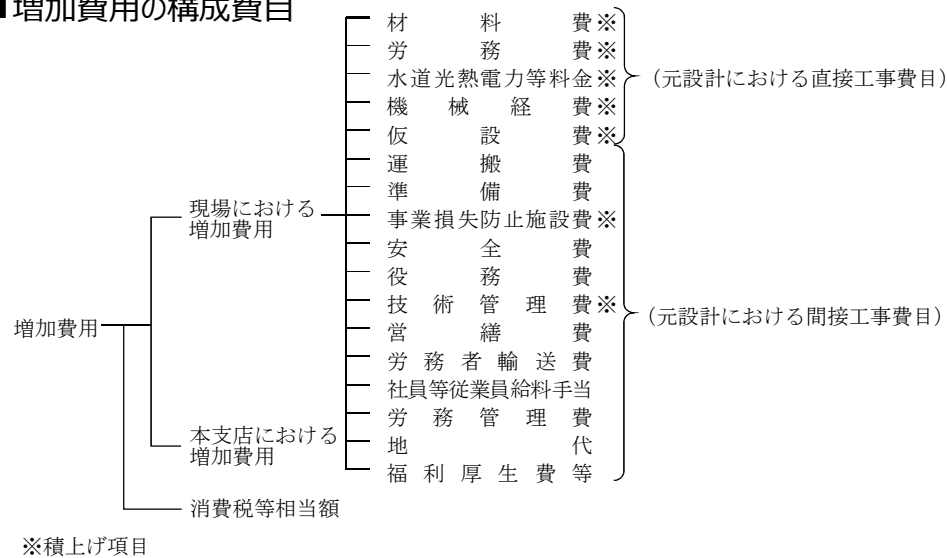 増加費用の構成費目
材料費※
労務費※
水道光熱電力等料金※
機械経費※
仮設費※
(元設計における直接工事費目)
運搬費
準備費
事業損失防止施設費※
安全費
役務費
技術管理費※
営繕費
労務者輸送費
社員等従業員給料手当
労務管理費
地代
福利厚生費等
(元設計における間接工事費目)
現場における
増加費用
増加費用
本支店における
増加費用
消費税等相当額
※積上げ項目